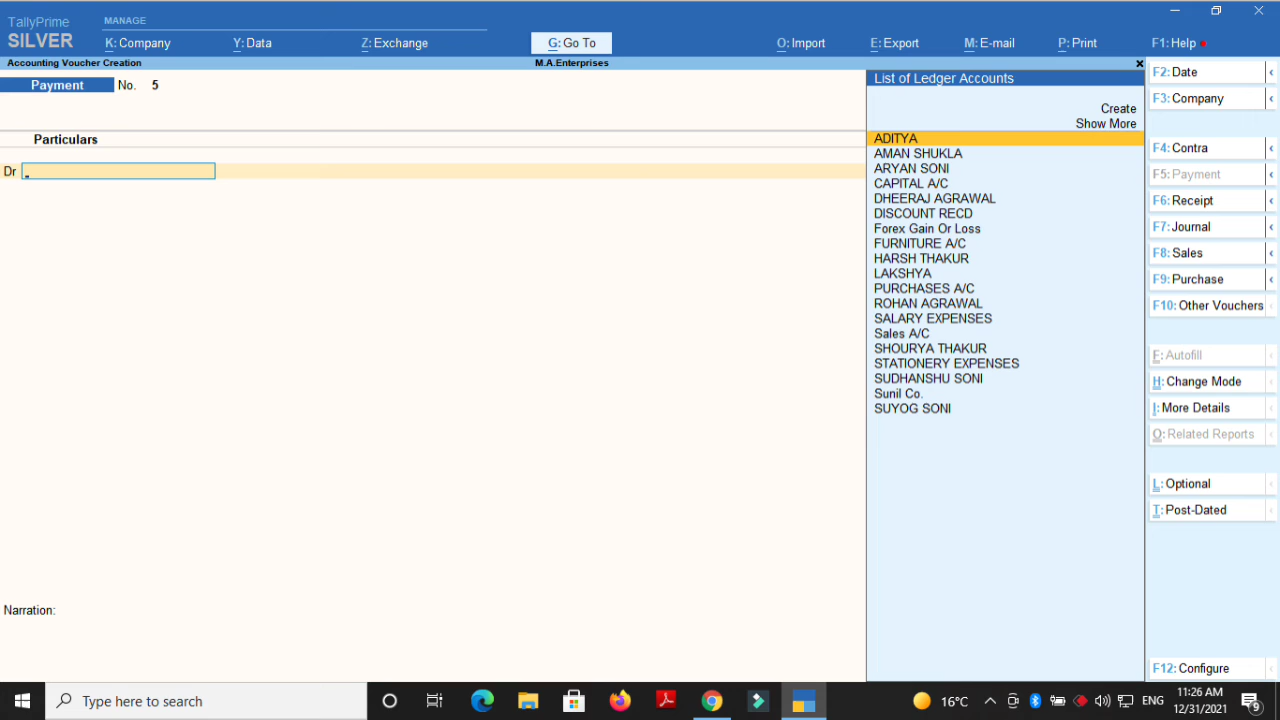 TallyPrime
SILVER
MANAGE
K: Company
Y: Data
Z: Exchange
G: Go To
O: Import
E: Export
M: E-mail
P: Print
F1: Help
Accounting Voucher Creation
M.A.Enterprises
Payment
No. 5
Particulars
Dr
Narration:
List of Ledger Accounts
Create
Show More
ADITYA
AMAN SHUKLA
ARYAN SONI
CAPITAL A/C
DHEERAJ AGRAWAL
DISCOUNT RECD
Forex Gain Or Loss
FURNITURE A/C
HARSH THAKUR
LAKSHYA
PURCHASES A/C
ROHAN AGRAWAL
SALARY EXPENSES
Sales A/C
SHOURYA THAKUR
STATIONERY EXPENSES
SUDHANSHU SONI
Sunil Co.
SUYOG SONI
F2: Date
F3: Company
F4: Contra
F5: Payment
F6: Receipt
F7: Journal
F8: Sales
F9: Purchase
F10: Other Vouchers
F: Autofill
H: Change Mode
I: More Details
O: Related Reports
L: Optional
T: Post-Dated
F12: Configure
Type here to search
16°C
ENG
11:26 AM
12/31/2021
9